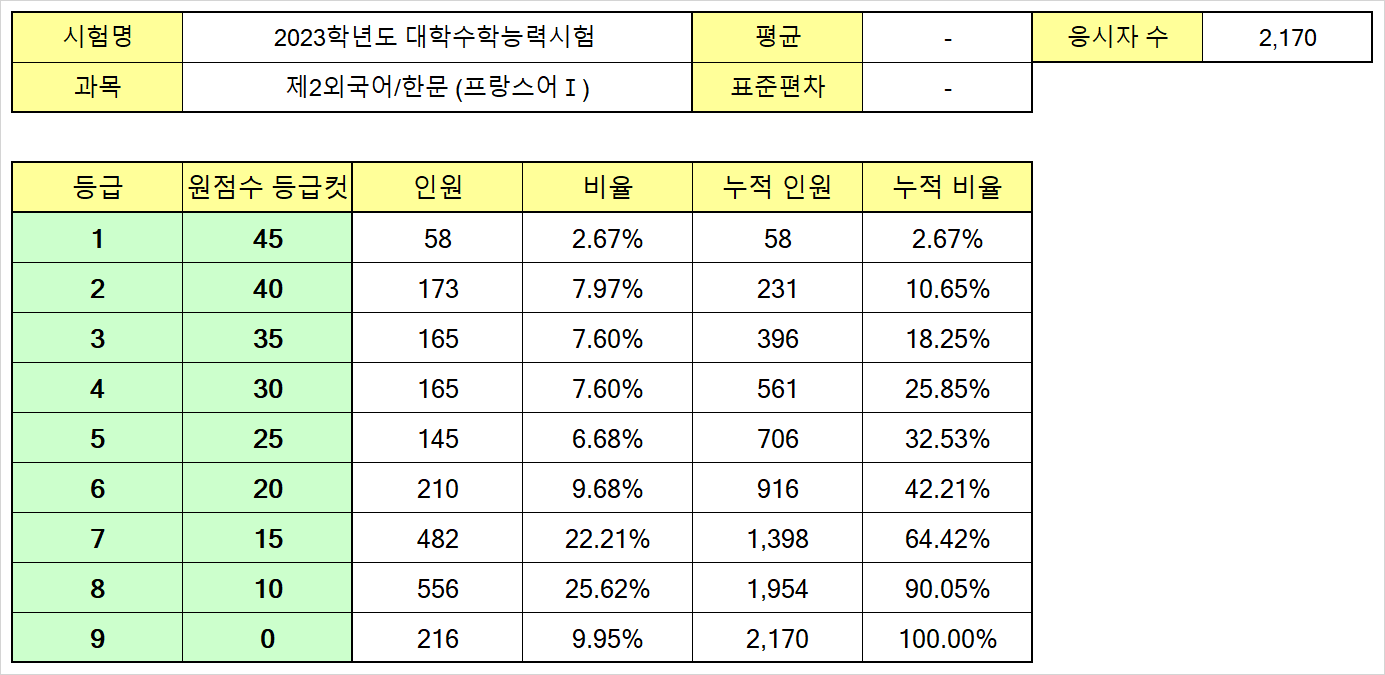 시험명 2023학년도 대학수학능력시험 평균 - 응시자 수 2,170
과목 제2외국어/한문 (프랑스어Ⅰ) 표준편차 -
등급 원점수 등급컷 인원 비율 누적 인원 누적 비율
1 45 58 2.67% 58 2.67%
2 40 173 7.97% 231 10.65%
3 35 165 7.60% 396 18.25%
4 30 165 7.60% 561 25.85%
5 25 145 6.68% 706 32.53%
6 20 210 9.68% 916 42.21%
7 15 482 22.21% 1,398 64.42%
8 10 556 25.62% 1,954 90.05%
9 0 216 9.95% 2,170 100.00%